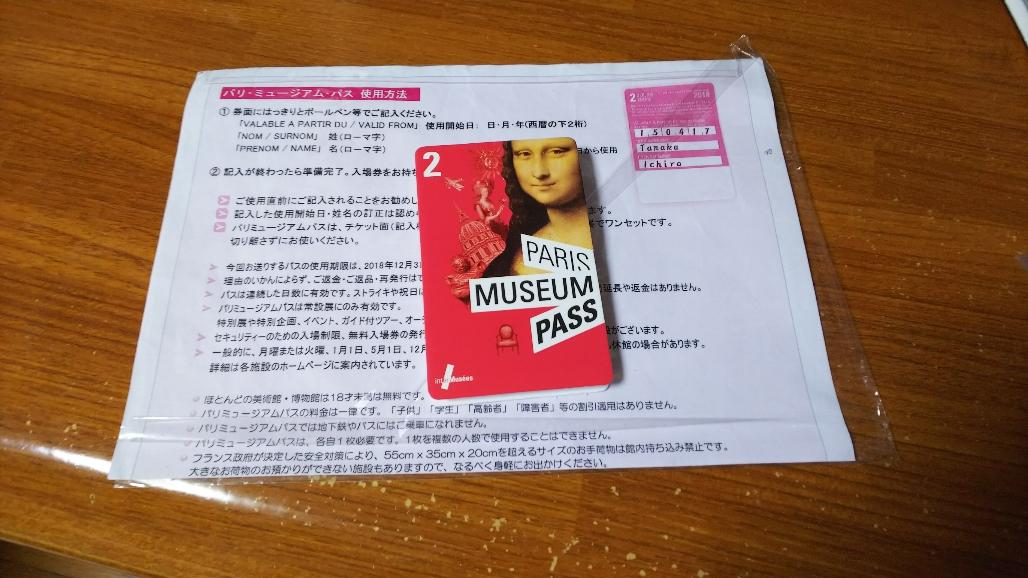 パリ・ミュージアム・パス 使用方法
① 券面にはっきりとボールペン等でご記入ください。
「VALABLE A PARTIR DU / VALID FROM」 使用開始日: 日・月・年(西暦の下2桁)
「NOM / SURNOM」 姓(ローマ字)
「PRENOM / NAME」 名(ローマ字)
日から使用
② 記入が終わったら準備完了。入場券をお持ち
ご使用直前にご記入されることをお勧めし
ます。
記入した使用開始日・姓名の訂正は認め
パリミュージアムパスは、チケット面(記入
でワンセットです。
切り離さずにお使いください。
今回お送りするパスの使用期限は、2018年12月3
理由のいかんによらず、ご返金・ご返品・再発行は
パスは連続した日数に有効です。ストライキや祝日
延長や返金はありません。
パリミュージアムパスは常設展にのみ有効です。
特別展や特別企画、イベント、ガイド付ツアー、オー
セキュリティーのための入場制限、無料入場券の発行
がございます。
一般的に、月曜または火曜、1月1日、5月1日、12
休館の場合があります。
詳細は各施設のホームページに案内されています。
ほとんどの美術館・博物館は18才未満は無料です。
パリミュージアムパスの料金は一律です。「子供」「学生」「高齢者」「障害者」等の割引適用はありません。
パリミュージアムパスでは地下鉄やバスにはご乗車になれません。
パリミュージアムパスは、各自1枚必要です。1枚を複数の人数で使用することはできません。
フランス政府が決定した安全対策により、55cm x 35cm x 20cmを超えるサイズのお手荷物は館内持ち込み禁止です。
大きなお荷物のお預かりができない施設もありますので、なるべく身軽にお出かけください。
2
2018
150417
Tanaka
Ichiro
2
PARIS
MUSEUM
PASS
inter Musées